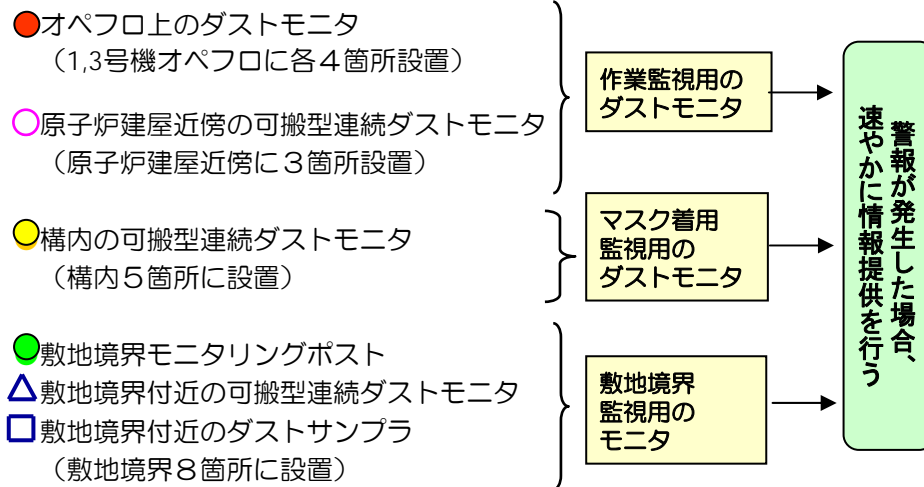 オペフロ上のダストモニタ
（1,3号機オペフロに各４箇所設置）
原子炉建屋近傍の可搬型連続ダストモニタ
（原子炉建屋近傍に３箇所設置）
構内の可搬型連続ダストモニタ
（構内５箇所に設置）
敷地境界モニタリングポスト
敷地境界付近の可搬型連続ダストモニタ
敷地境界付近のダストサンプラ
（敷地境界８箇所に設置）
作業監視用の
ダストモニタ
マスク着用
監視用の
ダストモニタ
敷地境界
監視用の
モニタ
警報が発生した場合、
速やかに情報提供を行う